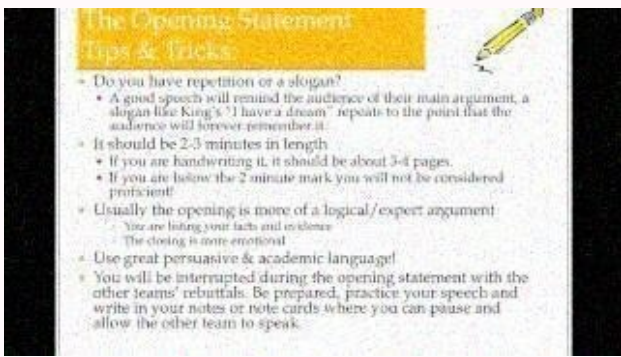 The Opening Statement
Tips & Tricks:
Do you have repetition or a slogan?
A good speech will remind the audience of their main argument, a
slogan like King's "I have a dream" repeats to the point that the
audience will forever remember it.
It should be 2-3 minutes in length
If you are handwriting it, it should be about 3-4 pages.
If you are below the 2 minute mark you will not be considered
proficient!
Usually the opening is more of a logical/expert argument
You are listing your facts and evidence
The closing is more emotional
Use great persuasive & academic language!
You will be interrupted during the opening statement with the
other teams' rebuttals. Be prepared, practice your speech and
write in your notes or note cards where you can pause and
allow the other team to speak.